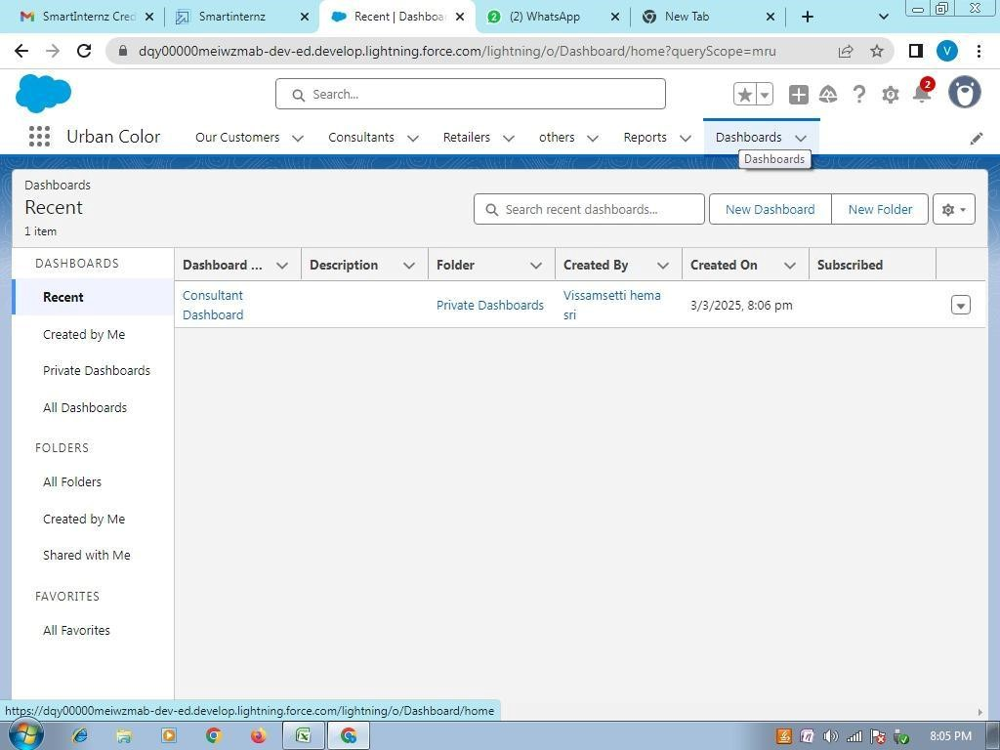 SmartInternz Cred
Smartinternz
Recent | Dashboar
(2) WhatsApp
New Tab
dqy00000meiwzmab-dev-ed.develop.lightning.force.com/lightning/o/Dashboard/home?queryScope=mru
V
Search...
2
Urban Color
Our Customers
Consultants
Retailers
others
Reports
Dashboards
Dashboards
Dashboards
Recent
1 item
Search recent dashboards...
New Dashboard
New Folder
DASHBOARDS
Recent
Created by Me
Private Dashboards
All Dashboards
FOLDERS
All Folders
Created by Me
Shared with Me
FAVORITES
All Favorites
Dashboard ...
Description
Folder
Created By
Created On
Subscribed
Consultant
Dashboard
Private Dashboards
Vissamsetti hema
sri
3/3/2025, 8:06 pm
https://dqy00000meiwzmab-dev-ed.develop.lightning.force.com/lightning/o/Dashboard/home
8:05 PM